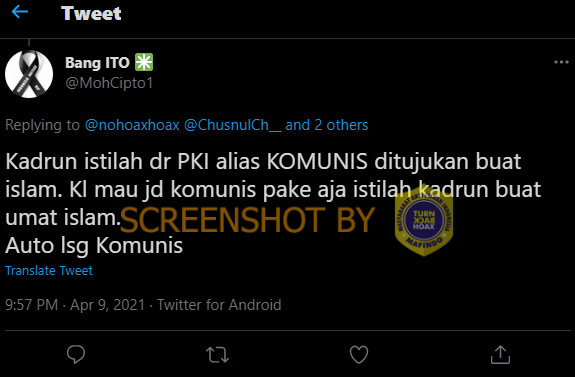 Tweet
Bang ITO
@MohCipto1
Replying to @nohoaxhoax @ChusnulCh__ and 2 others
Kadrun istilah dr PKI alias KOMUNIS ditujukan buat
islam. Kl mau jd komunis pake aja istilah kadrun buat
umat islam.
Auto lsg Komunis
SCREENSHOT BY
TURN
BACK
HOAX
MAFINDO
Translate Tweet
9:57 PM · Apr 9, 2021 · Twitter for Android